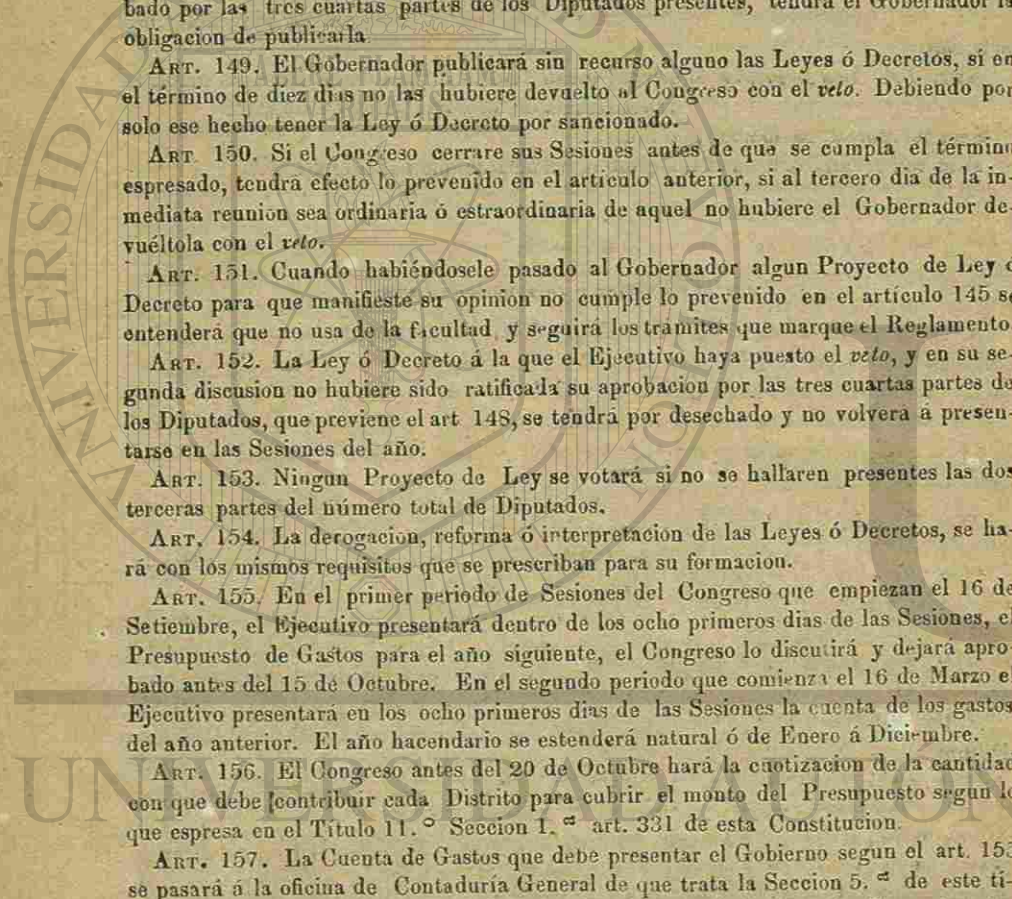 bado por las tres cuartas partes de los Diputados presentes, tendrá el Gobernador la
obligacion de publicarla
ART. 149. El Gobernador publicará sin recurso alguno las Leyes ó Decretos, si en
el término de diez dias no las hubiere devuelto al Congreso con el veto. Debiendo por
solo ese hecho tener la Ley ó Decreto por sancionado.
ART 150. Si el Congreso cerrare sus Sesiones antes de que se cumpla el término
espresado, tendrá efecto lo prevenido en el artículo anterior, si al tercero dia de la in-
mediata reunion sea ordinaria ó estraordinaria de aquel no hubiere el Gobernador de-
vuéltola con el veto.
ART. 151. Cuando habiéndosele pasado al Gobernador algun Proyecto de Ley ó
Decreto para que manifieste su opinion no cumple lo prevenido en el artículo 145 se
entenderá que no usa de la facultad y seguirá los tramites que marque el Reglamento
ART. 152. La Ley ó Decreto á la que el Ejecutivo haya puesto el veto, y en su se-
gunda discusion no hubiere sido ratificada su aprobacion por las tres cuartas partes de
los Diputados, que previene el art 148, se tendrá por desechado y no volverá á presen-
tarse en las Sesiones del año.
ART. 153. Ningun Proyecto de Ley se votará si no se hallaren presentes las dos
terceras partes del número total de Diputados.
ART. 154. La derogacion, reforma ó interpretacion de las Leyes ó Decretos, se ha-
rá con los mismos requisitos que se prescriban para su formacion.
ART. 155. En el primer periodo de Sesiones del Congreso que empiezan el 16 de
Setiembre, el Ejecutivo presentará dentro de los ocho primeros dias de las Sesiones, el
Presupuesto de Gastos para el año siguiente, el Congreso lo discutirá y dejará apro-
bado antes del 15 de Octubre. En el segundo periodo que comienza el 16 de Marzo el
Ejecutivo presentará en los ocho primeros dias de las Sesiones la cuenta de los gastos
del año anterior. El año hacendario se estenderá natural ó de Enero á Diciembre.
ART. 156. El Congreso antes del 20 de Octubre hará la cuotizacion de la cantidad
con que debe [contribuir cada Distrito para cubrir el monto del Presupuesto segun lo
que espresa en el Título 11.º Seccion 1.ª art. 331 de esta Constitucion.
ART. 157. La Cuenta de Gastos que debe presentar el Gobierno segun el art. 155
se pasará á la oficina de Contaduría General de que trata la Seccion 5.ª de este tí-